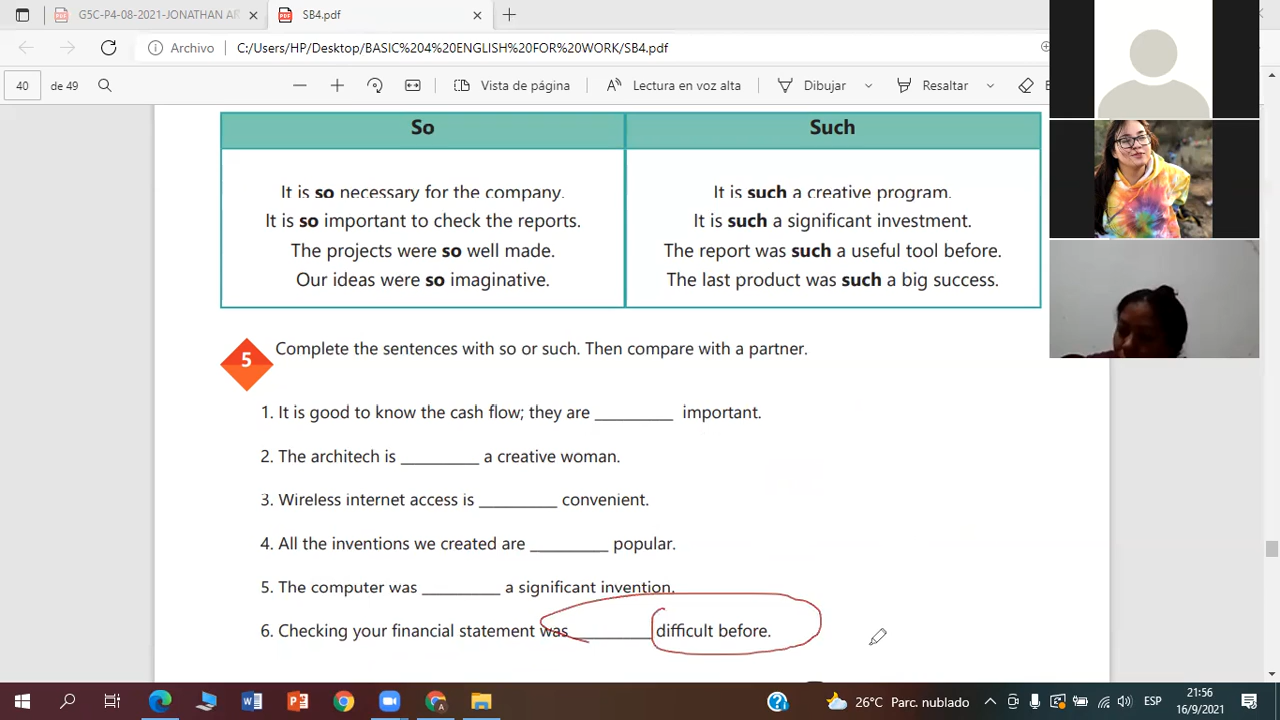 G5C-P4-08-2021-JONATHAN AR
SB4.pdf
Archivo C:/Users/HP/Desktop/BASIC%204%20ENGLISH%20FOR%20WORK/SB4.pdf
40 de 49 Vista de página Lectura en voz alta Dibujar Resaltar
So Such
It is so necessary for the company.
It is so important to check the reports.
The projects were so well made.
Our ideas were so imaginative.
It is such a creative program.
It is such a significant investment.
The report was such a useful tool before.
The last product was such a big success.
5 Complete the sentences with so or such. Then compare with a partner.
1. It is good to know the cash flow; they are ________ important.
2. The architech is ________ a creative woman.
3. Wireless internet access is ________ convenient.
4. All the inventions we created are ________ popular.
5. The computer was ________ a significant invention.
6. Checking your financial statement was ________ difficult before.
26°C Parc. nublado ESP 21:56
16/9/2021